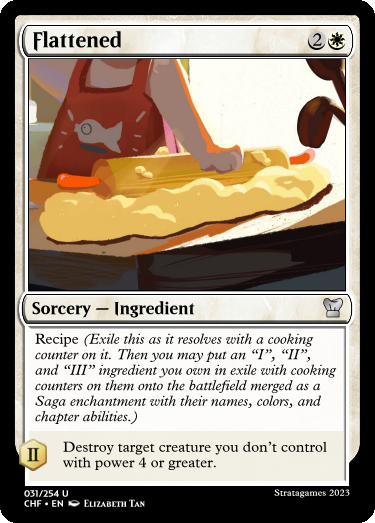 Flattened 2
Sorcery — Ingredient
Recipe (Exile this as it resolves with a cooking
counter on it. Then you may put an “I”, “II”,
and “III” ingredient you own in exile with cooking
counters on them onto the battlefield merged as a
Saga enchantment with their names, colors, and
chapter abilities.)
II Destroy target creature you don’t control
with power 4 or greater.
031/254 U Stratagames 2023
CHF • EN Elizabeth Tan